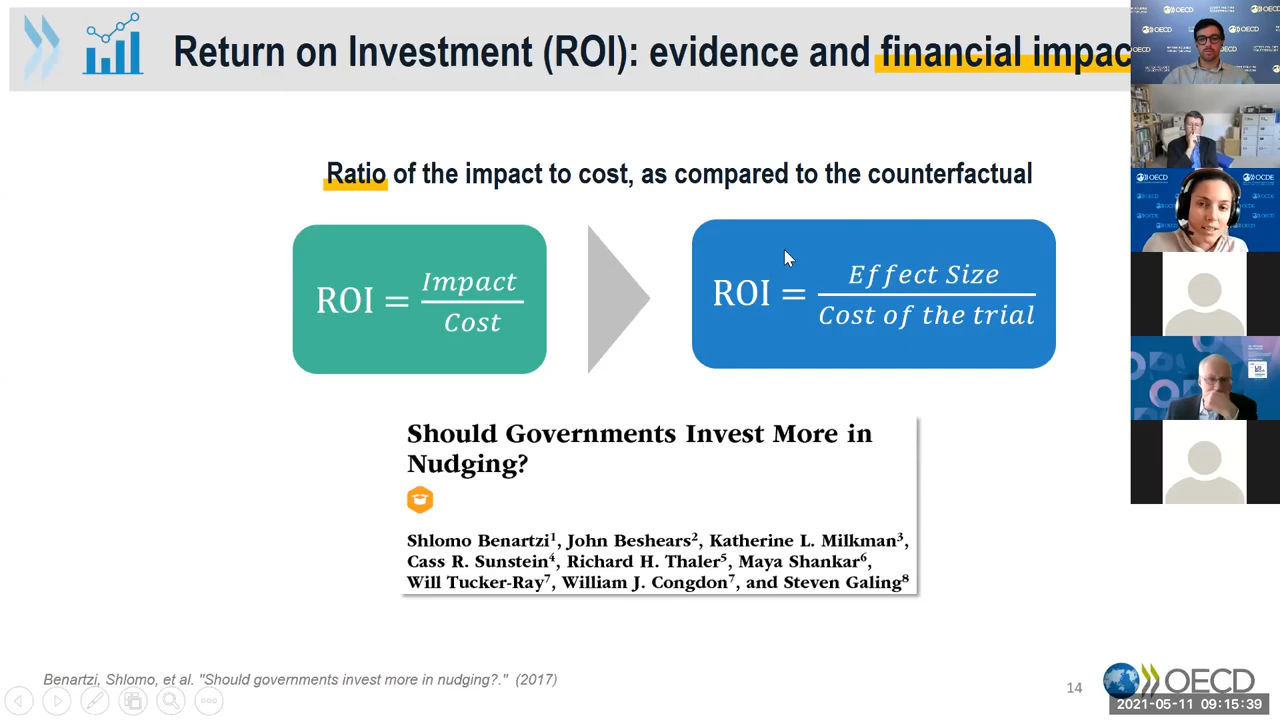 Return on Investment (ROI): evidence and financial impac
Ratio of the impact to cost, as compared to the counterfactual
ROI = Impact / Cost
ROI = Effect Size / Cost of the trial
Should Governments Invest More in
Nudging?
Shlomo Benartzi¹, John Beshears², Katherine L. Milkman³,
Cass R. Sunstein⁴, Richard H. Thaler⁵, Maya Shankar⁶,
Will Tucker-Ray⁷, William J. Congdon⁷, and Steven Galing⁸
Benartzi, Shlomo, et al. "Should governments invest more in nudging?." (2017)
14
OECD
2021-05-11 09:15:39
OECD
OCDE